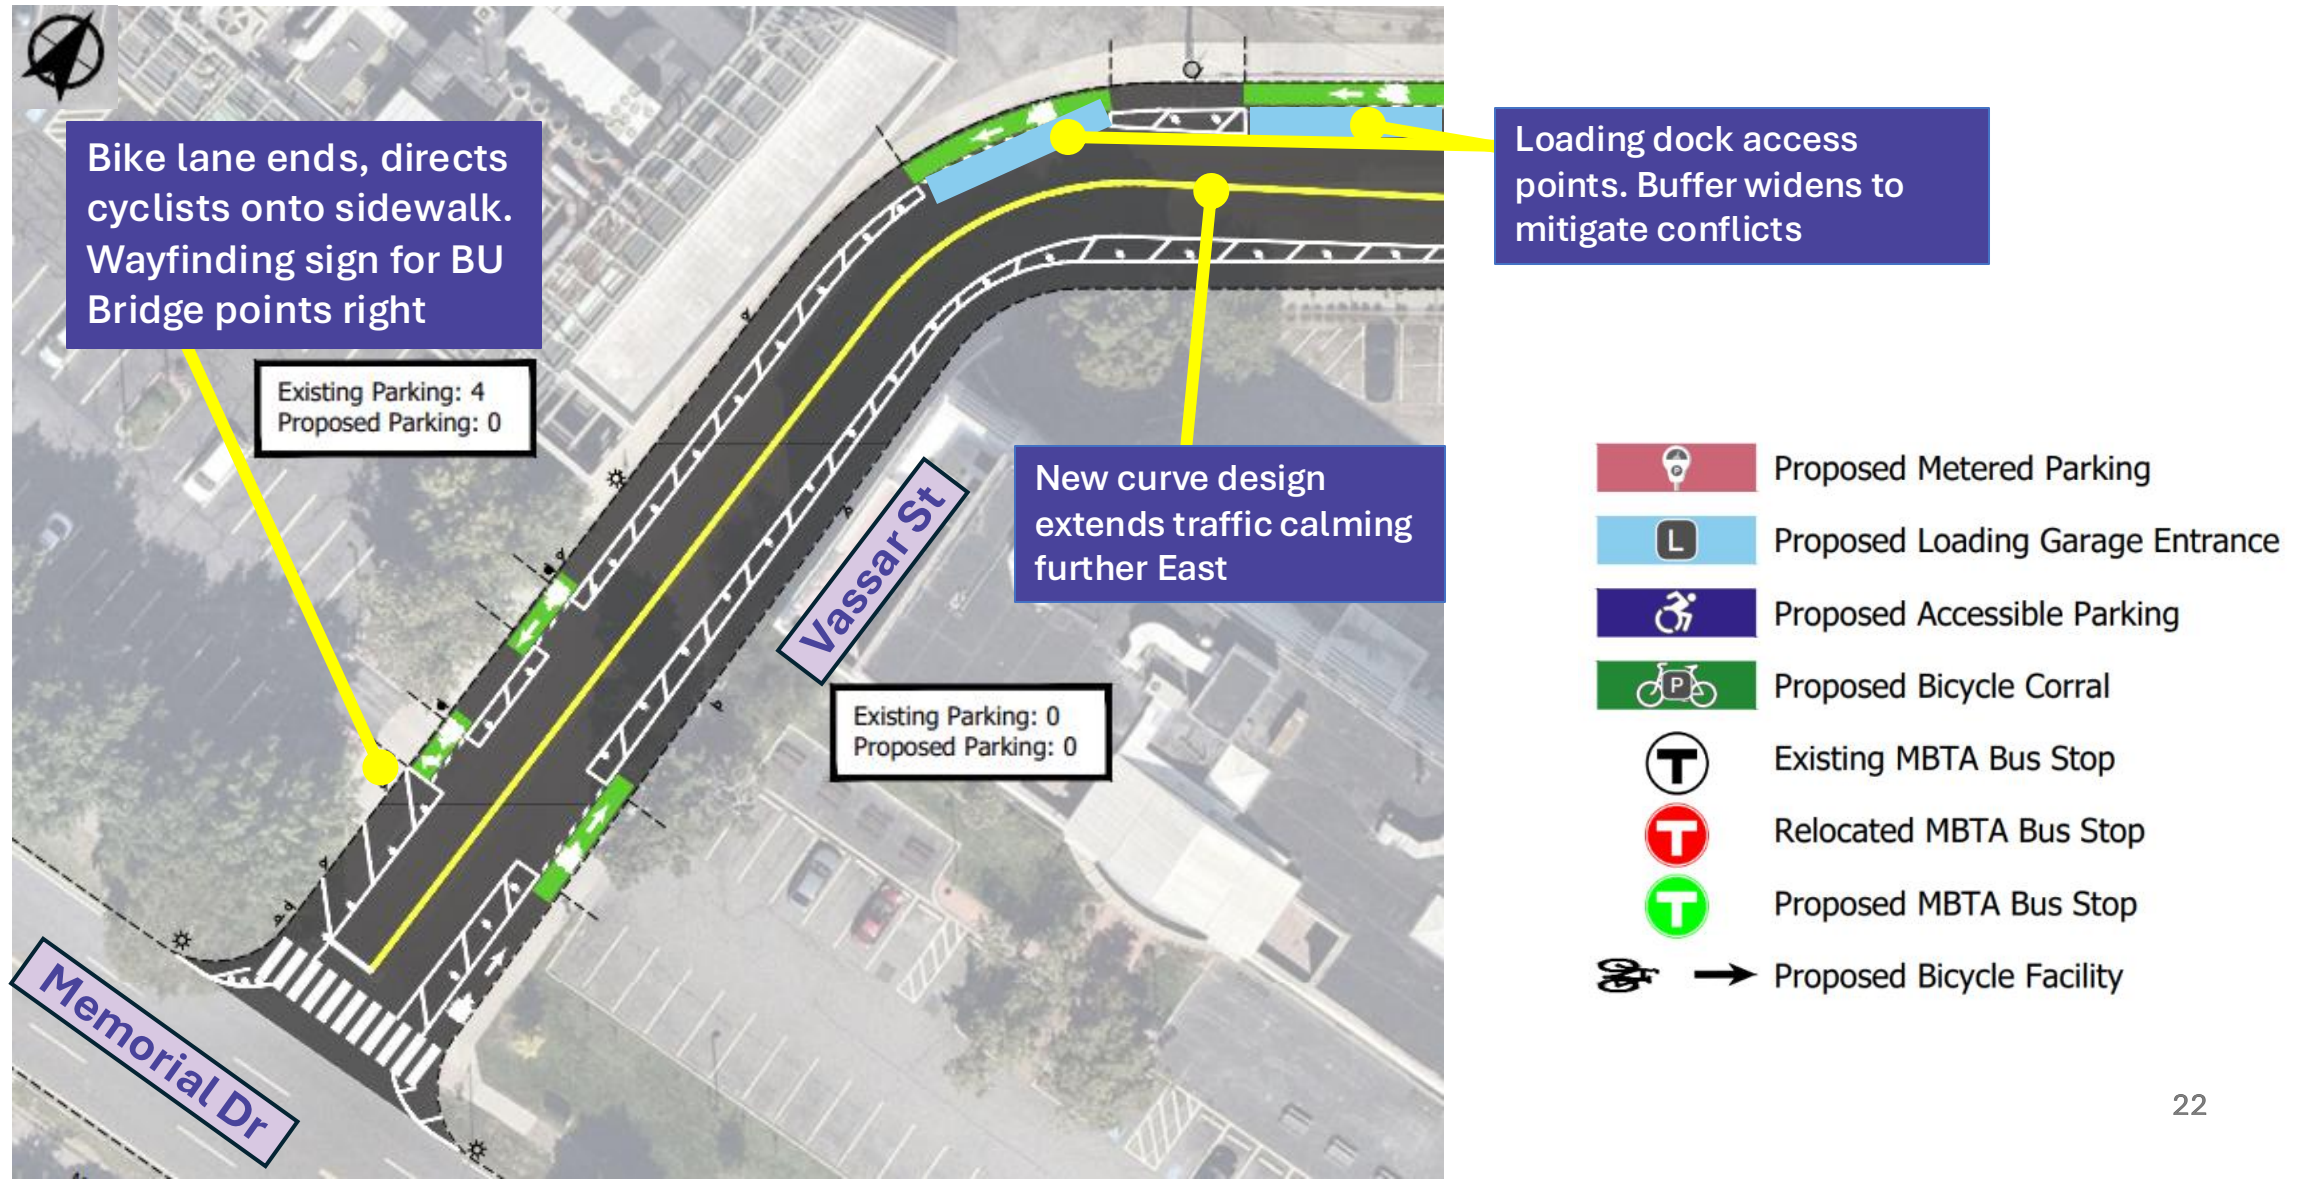 Bike lane ends, directs
cyclists onto sidewalk.
Wayfinding sign for BU
Bridge points right
Loading dock access
points. Buffer widens to
mitigate conflicts
Existing Parking: 4
Proposed Parking: 0
New curve design
extends traffic calming
further East
Vassar St
Existing Parking: 0
Proposed Parking: 0
Memorial Dr
P
Proposed Metered Parking
L
Proposed Loading Garage Entrance
Proposed Accessible Parking
P
Proposed Bicycle Corral
T
Existing MBTA Bus Stop
T
Relocated MBTA Bus Stop
T
Proposed MBTA Bus Stop
Proposed Bicycle Facility
22